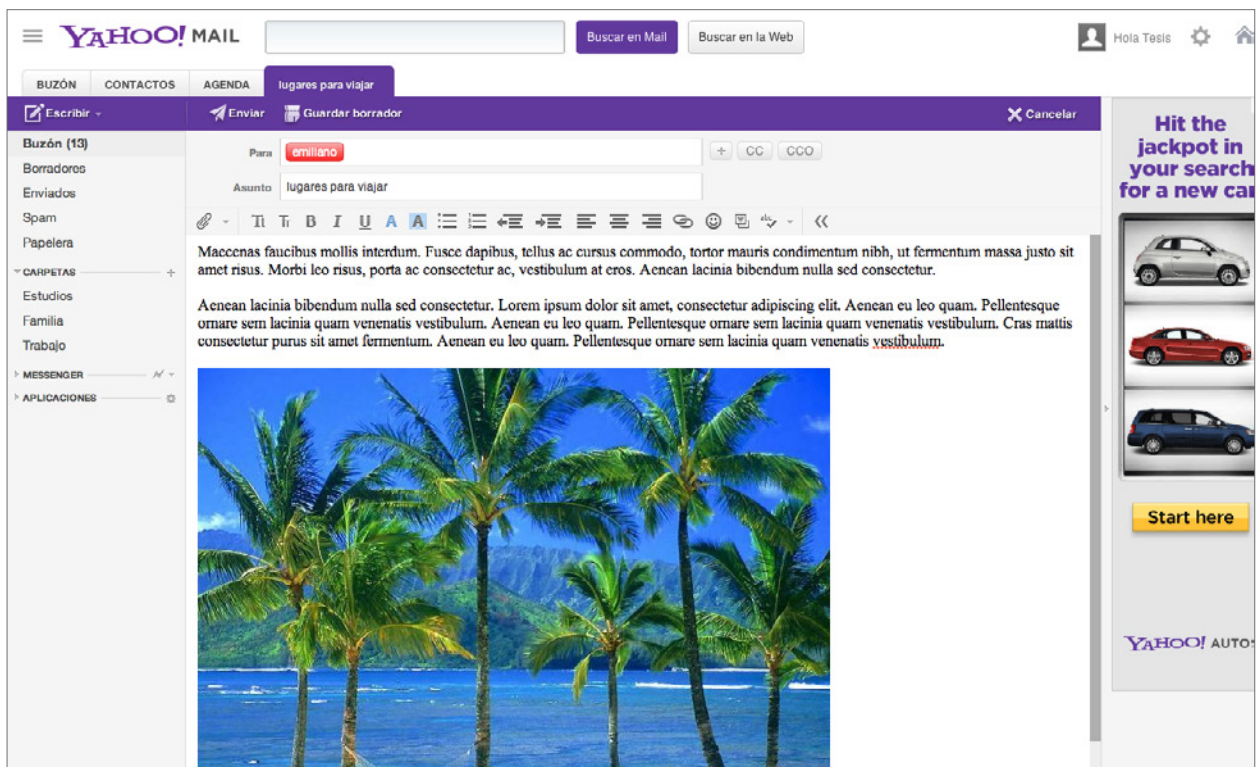 YAHOO! MAIL
Buscar en Mail
Buscar en la Web
Hola Tesis
BUZÓN
CONTACTOS
AGENDA
lugares para viajar
Escribir
Enviar
Guardar borrador
Cancelar
Buzón (13)
Borradores
Enviados
Spam
Papelera
CARPETAS
Estudios
Familia
Trabajo
MESSENGER
APLICACIONES
Para
emiliano
+
CC
CCO
Asunto
lugares para viajar
B I U A A
Maecenas faucibus mollis interdum. Fusce dapibus, tellus ac cursus commodo, tortor mauris condimentum nibh, ut fermentum massa justo sit
amet risus. Morbi leo risus, porta ac consectetur ac, vestibulum at eros. Aenean lacinia bibendum nulla sed consectetur.
Aenean lacinia bibendum nulla sed consectetur. Lorem ipsum dolor sit amet, consectetur adipiscing elit. Aenean eu leo quam. Pellentesque
ornare sem lacinia quam venenatis vestibulum. Aenean eu leo quam. Pellentesque ornare sem lacinia quam venenatis vestibulum. Cras mattis
consectetur purus sit amet fermentum. Aenean eu leo quam. Pellentesque ornare sem lacinia quam venenatis vestibulum.
Hit the
jackpot in
your search
for a new car
Start here
YAHOO! AUTOS